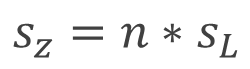 s_z = n * s_L